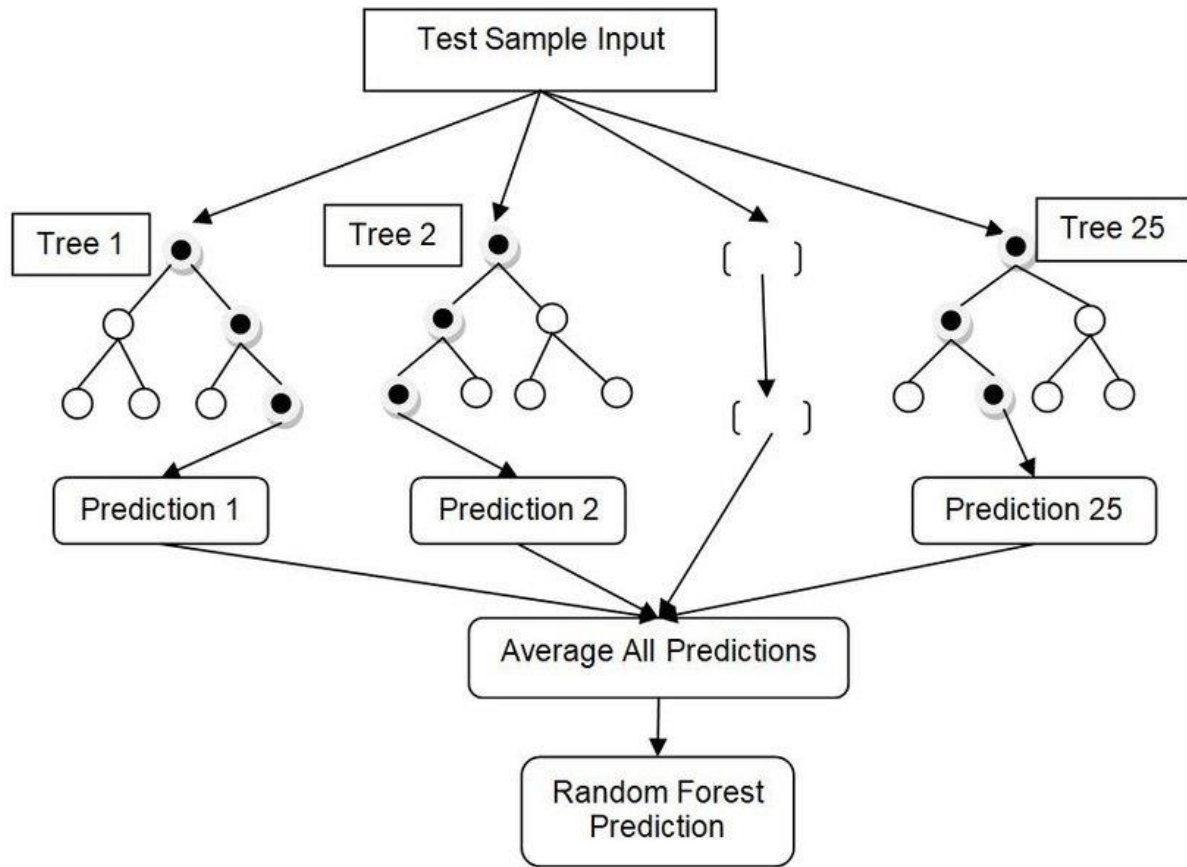 Test Sample Input
Tree 1
Tree 2
Tree 25
[ ]
[ ]
Prediction 1
Prediction 2
Prediction 25
Average All Predictions
Random Forest
Prediction